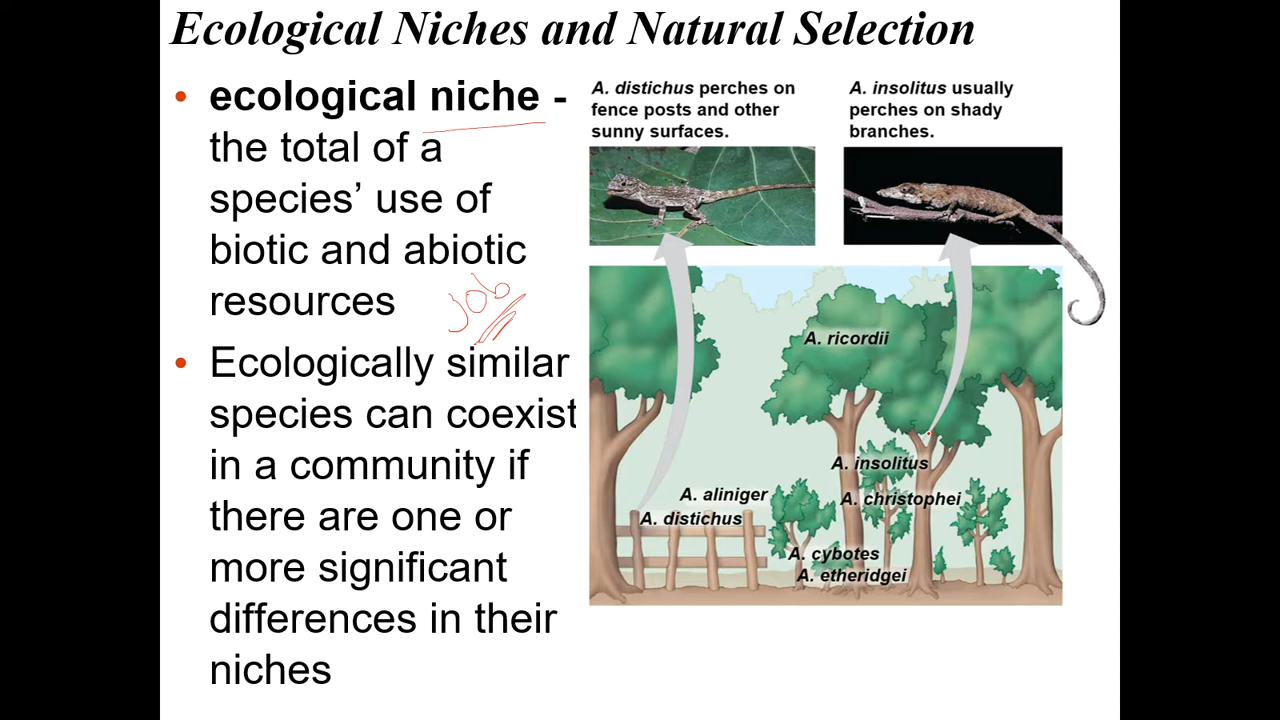 Ecological Niches and Natural Selection
• ecological niche -
the total of a
species’ use of
biotic and abiotic
resources
job
• Ecologically similar
species can coexist
in a community if
there are one or
more significant
differences in their
niches
A. distichus perches on
fence posts and other
sunny surfaces.
A. insolitus usually
perches on shady
branches.
A. ricordii
A. insolitus
A. aliniger
A. christophei
A. distichus
A. cybotes
A. etheridgei